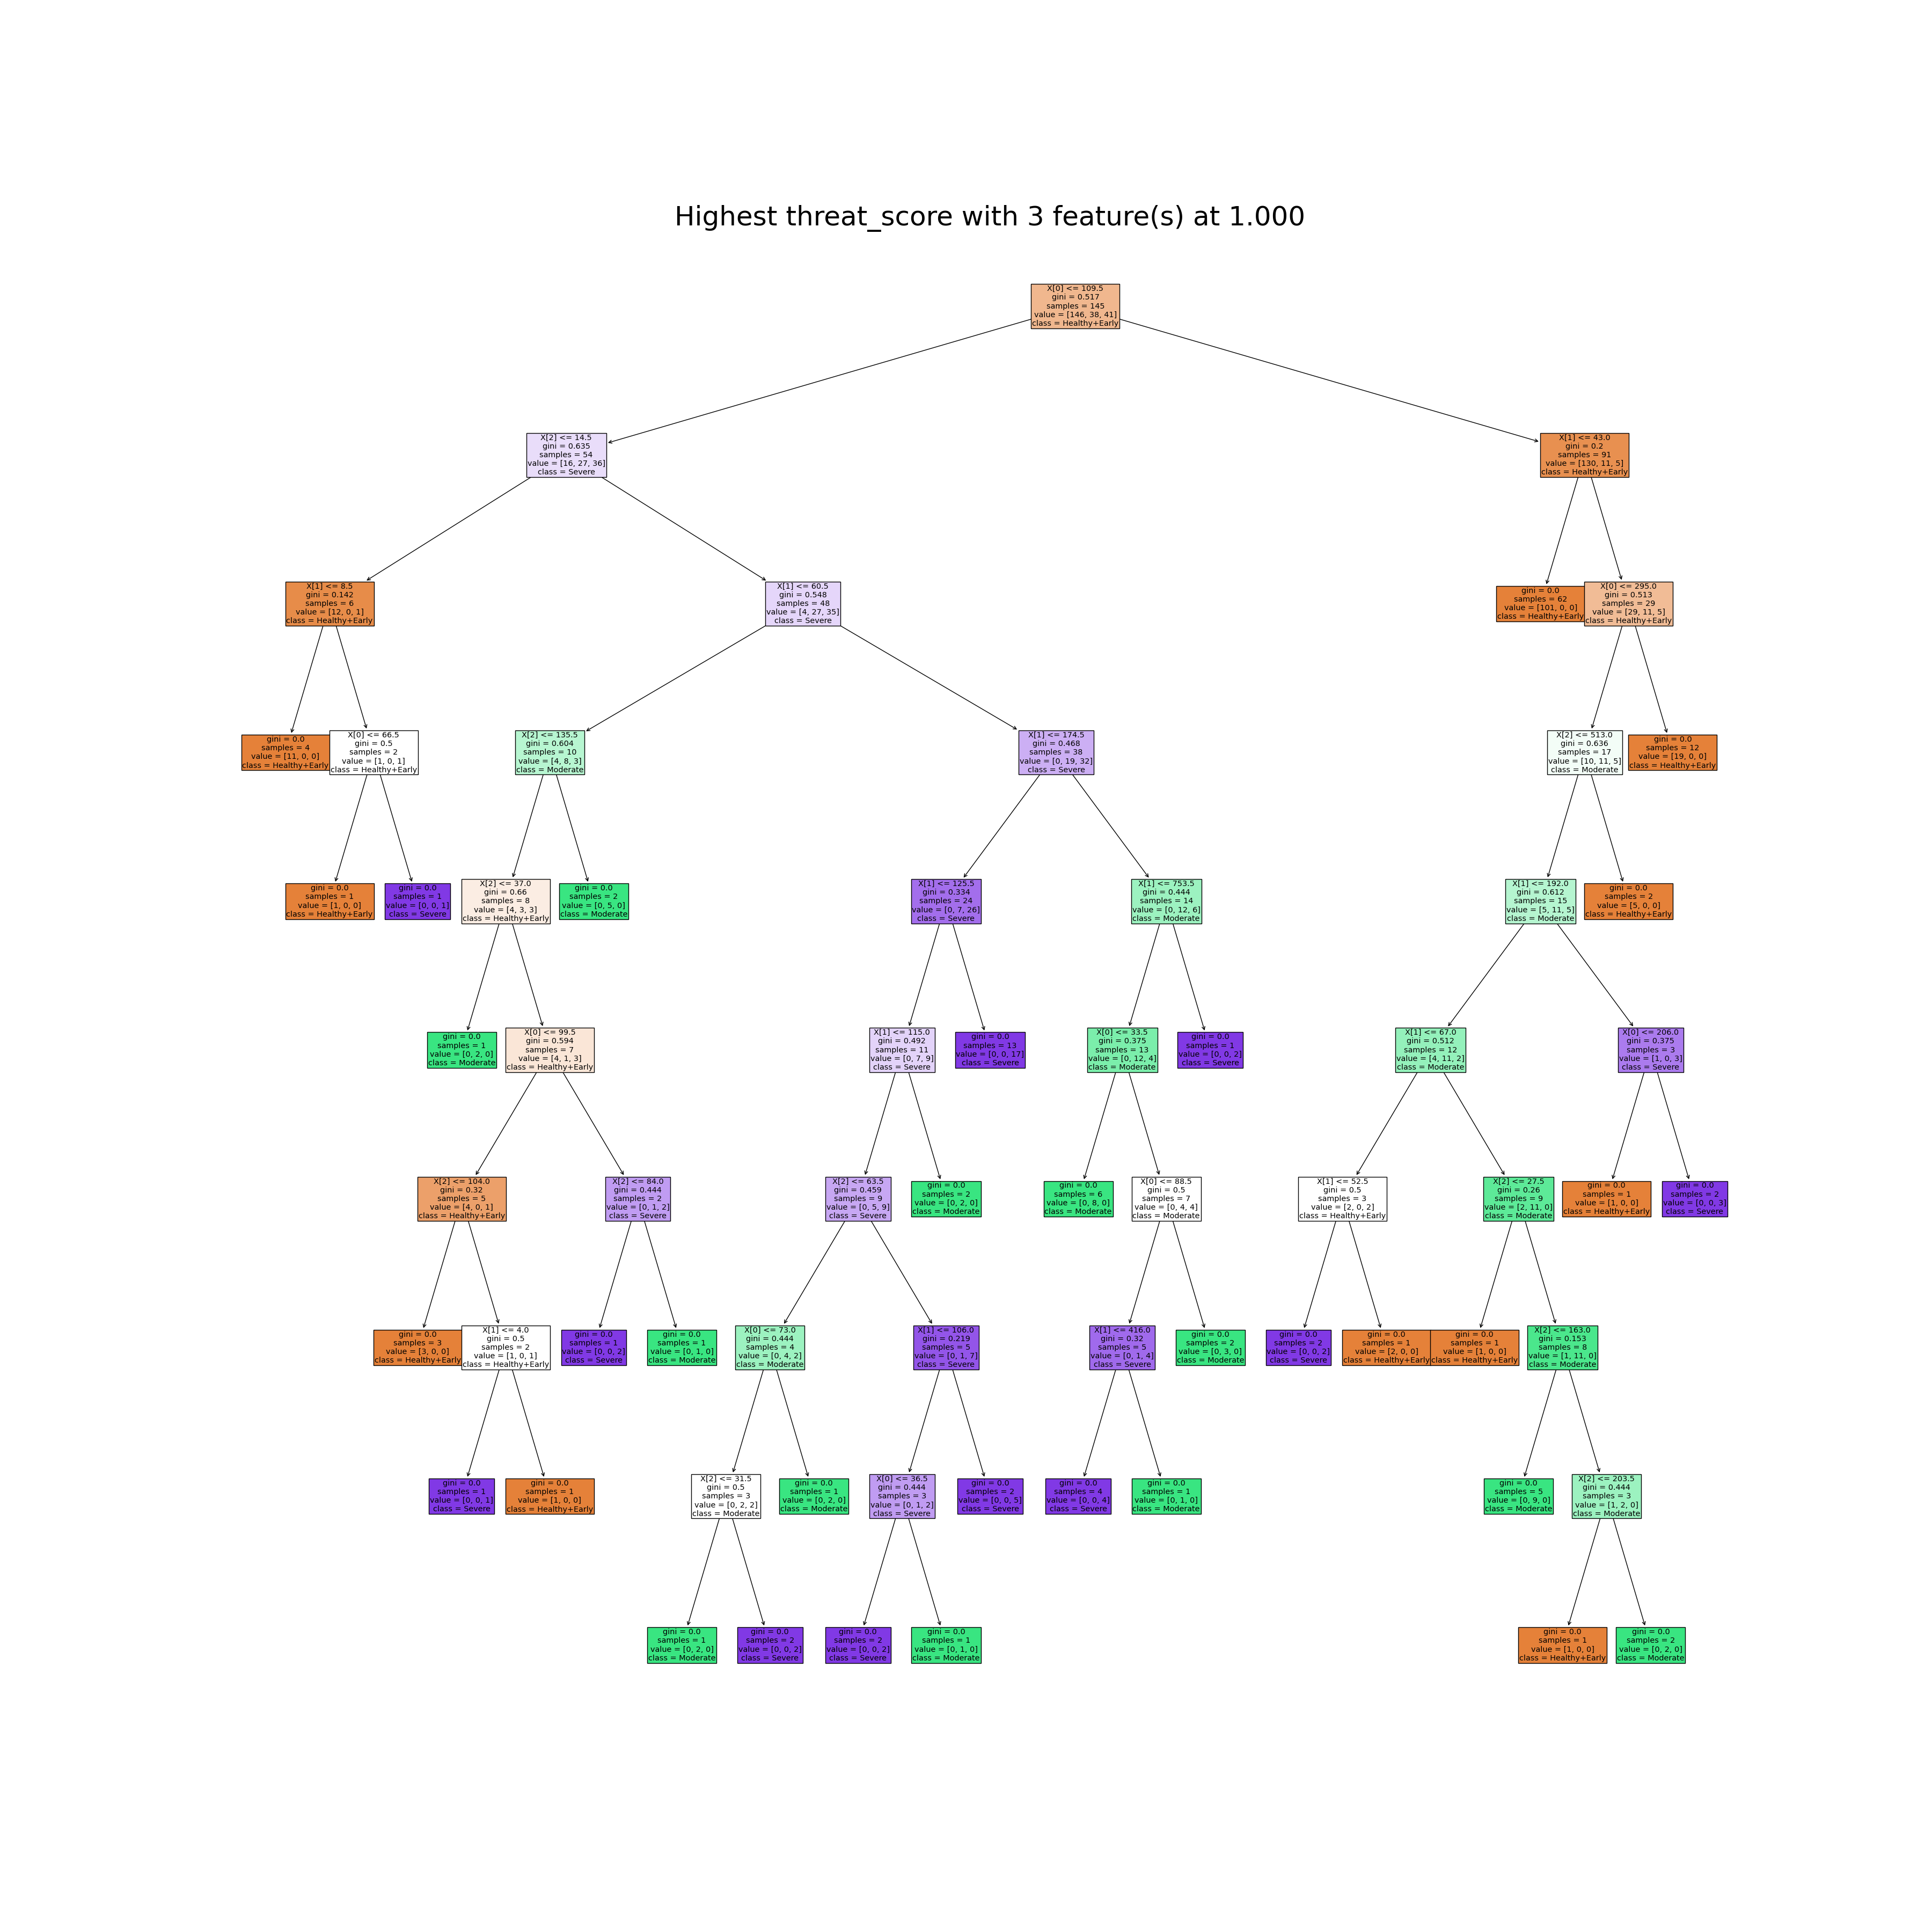 Highest threat_score with 3 feature(s) at 1.000
X[0] <= 109.5
gini = 0.517
samples = 145
value = [146, 38, 41]
class = Healthy+Early
X[2] <= 14.5
gini = 0.635
samples = 54
value = [16, 27, 36]
class = Severe
X[1] <= 43.0
gini = 0.2
samples = 91
value = [130, 11, 5]
class = Healthy+Early
X[1] <= 8.5
gini = 0.142
samples = 6
value = [12, 0, 1]
class = Healthy+Early
X[1] <= 60.5
gini = 0.548
samples = 48
value = [4, 27, 35]
class = Severe
gini = 0.0
samples = 62
value = [101, 0, 0]
class = Healthy+Early
X[0] <= 295.0
gini = 0.513
samples = 29
value = [29, 11, 5]
class = Healthy+Early
gini = 0.0
samples = 4
value = [11, 0, 0]
class = Healthy+Early
X[0] <= 66.5
gini = 0.5
samples = 2
value = [1, 0, 1]
class = Healthy+Early
X[2] <= 135.5
gini = 0.604
samples = 10
value = [4, 8, 3]
class = Moderate
X[1] <= 174.5
gini = 0.468
samples = 38
value = [0, 19, 32]
class = Severe
X[2] <= 513.0
gini = 0.636
samples = 17
value = [10, 11, 5]
class = Moderate
gini = 0.0
samples = 12
value = [19, 0, 0]
class = Healthy+Early
gini = 0.0
samples = 1
value = [1, 0, 0]
class = Healthy+Early
gini = 0.0
samples = 1
value = [0, 0, 1]
class = Severe
X[2] <= 37.0
gini = 0.66
samples = 8
value = [4, 3, 3]
class = Healthy+Early
gini = 0.0
samples = 2
value = [0, 5, 0]
class = Moderate
X[1] <= 125.5
gini = 0.334
samples = 24
value = [0, 7, 26]
class = Severe
X[1] <= 753.5
gini = 0.444
samples = 14
value = [0, 12, 6]
class = Moderate
X[1] <= 192.0
gini = 0.612
samples = 15
value = [5, 11, 5]
class = Moderate
gini = 0.0
samples = 2
value = [5, 0, 0]
class = Healthy+Early
gini = 0.0
samples = 1
value = [0, 2, 0]
class = Moderate
X[0] <= 99.5
gini = 0.594
samples = 7
value = [4, 1, 3]
class = Healthy+Early
X[1] <= 115.0
gini = 0.492
samples = 11
value = [0, 7, 9]
class = Severe
gini = 0.0
samples = 13
value = [0, 0, 17]
class = Severe
X[0] <= 33.5
gini = 0.375
samples = 13
value = [0, 12, 4]
class = Moderate
gini = 0.0
samples = 1
value = [0, 0, 2]
class = Severe
X[1] <= 67.0
gini = 0.512
samples = 12
value = [4, 11, 2]
class = Moderate
X[0] <= 206.0
gini = 0.375
samples = 3
value = [1, 0, 3]
class = Severe
X[2] <= 104.0
gini = 0.32
samples = 5
value = [4, 0, 1]
class = Healthy+Early
X[2] <= 84.0
gini = 0.444
samples = 2
value = [0, 1, 2]
class = Severe
X[2] <= 63.5
gini = 0.459
samples = 9
value = [0, 5, 9]
class = Severe
gini = 0.0
samples = 2
value = [0, 2, 0]
class = Moderate
gini = 0.0
samples = 6
value = [0, 8, 0]
class = Moderate
X[0] <= 88.5
gini = 0.5
samples = 7
value = [0, 4, 4]
class = Moderate
X[1] <= 52.5
gini = 0.5
samples = 3
value = [2, 0, 2]
class = Healthy+Early
X[2] <= 27.5
gini = 0.26
samples = 9
value = [2, 11, 0]
class = Moderate
gini = 0.0
samples = 1
value = [1, 0, 0]
class = Healthy+Early
gini = 0.0
samples = 2
value = [0, 0, 3]
class = Severe
gini = 0.0
samples = 3
value = [3, 0, 0]
class = Healthy+Early
X[1] <= 4.0
gini = 0.5
samples = 2
value = [1, 0, 1]
class = Healthy+Early
gini = 0.0
samples = 1
value = [0, 0, 2]
class = Severe
gini = 0.0
samples = 1
value = [0, 1, 0]
class = Moderate
X[0] <= 73.0
gini = 0.444
samples = 4
value = [0, 4, 2]
class = Moderate
X[1] <= 106.0
gini = 0.219
samples = 5
value = [0, 1, 7]
class = Severe
X[1] <= 416.0
gini = 0.32
samples = 5
value = [0, 1, 4]
class = Severe
gini = 0.0
samples = 2
value = [0, 3, 0]
class = Moderate
gini = 0.0
samples = 2
value = [0, 0, 2]
class = Severe
gini = 0.0
samples = 1
value = [2, 0, 0]
class = Healthy+Early
gini = 0.0
samples = 1
value = [1, 0, 0]
class = Healthy+Early
X[2] <= 163.0
gini = 0.153
samples = 8
value = [1, 11, 0]
class = Moderate
gini = 0.0
samples = 1
value = [0, 0, 1]
class = Severe
gini = 0.0
samples = 1
value = [1, 0, 0]
class = Healthy+Early
X[2] <= 31.5
gini = 0.5
samples = 3
value = [0, 2, 2]
class = Moderate
gini = 0.0
samples = 1
value = [0, 2, 0]
class = Moderate
X[0] <= 36.5
gini = 0.444
samples = 3
value = [0, 1, 2]
class = Severe
gini = 0.0
samples = 2
value = [0, 0, 5]
class = Severe
gini = 0.0
samples = 4
value = [0, 0, 4]
class = Severe
gini = 0.0
samples = 1
value = [0, 1, 0]
class = Moderate
gini = 0.0
samples = 5
value = [0, 9, 0]
class = Moderate
X[2] <= 203.5
gini = 0.444
samples = 3
value = [1, 2, 0]
class = Moderate
gini = 0.0
samples = 1
value = [0, 2, 0]
class = Moderate
gini = 0.0
samples = 2
value = [0, 0, 2]
class = Severe
gini = 0.0
samples = 2
value = [0, 0, 2]
class = Severe
gini = 0.0
samples = 1
value = [0, 1, 0]
class = Moderate
gini = 0.0
samples = 1
value = [1, 0, 0]
class = Healthy+Early
gini = 0.0
samples = 2
value = [0, 2, 0]
class = Moderate